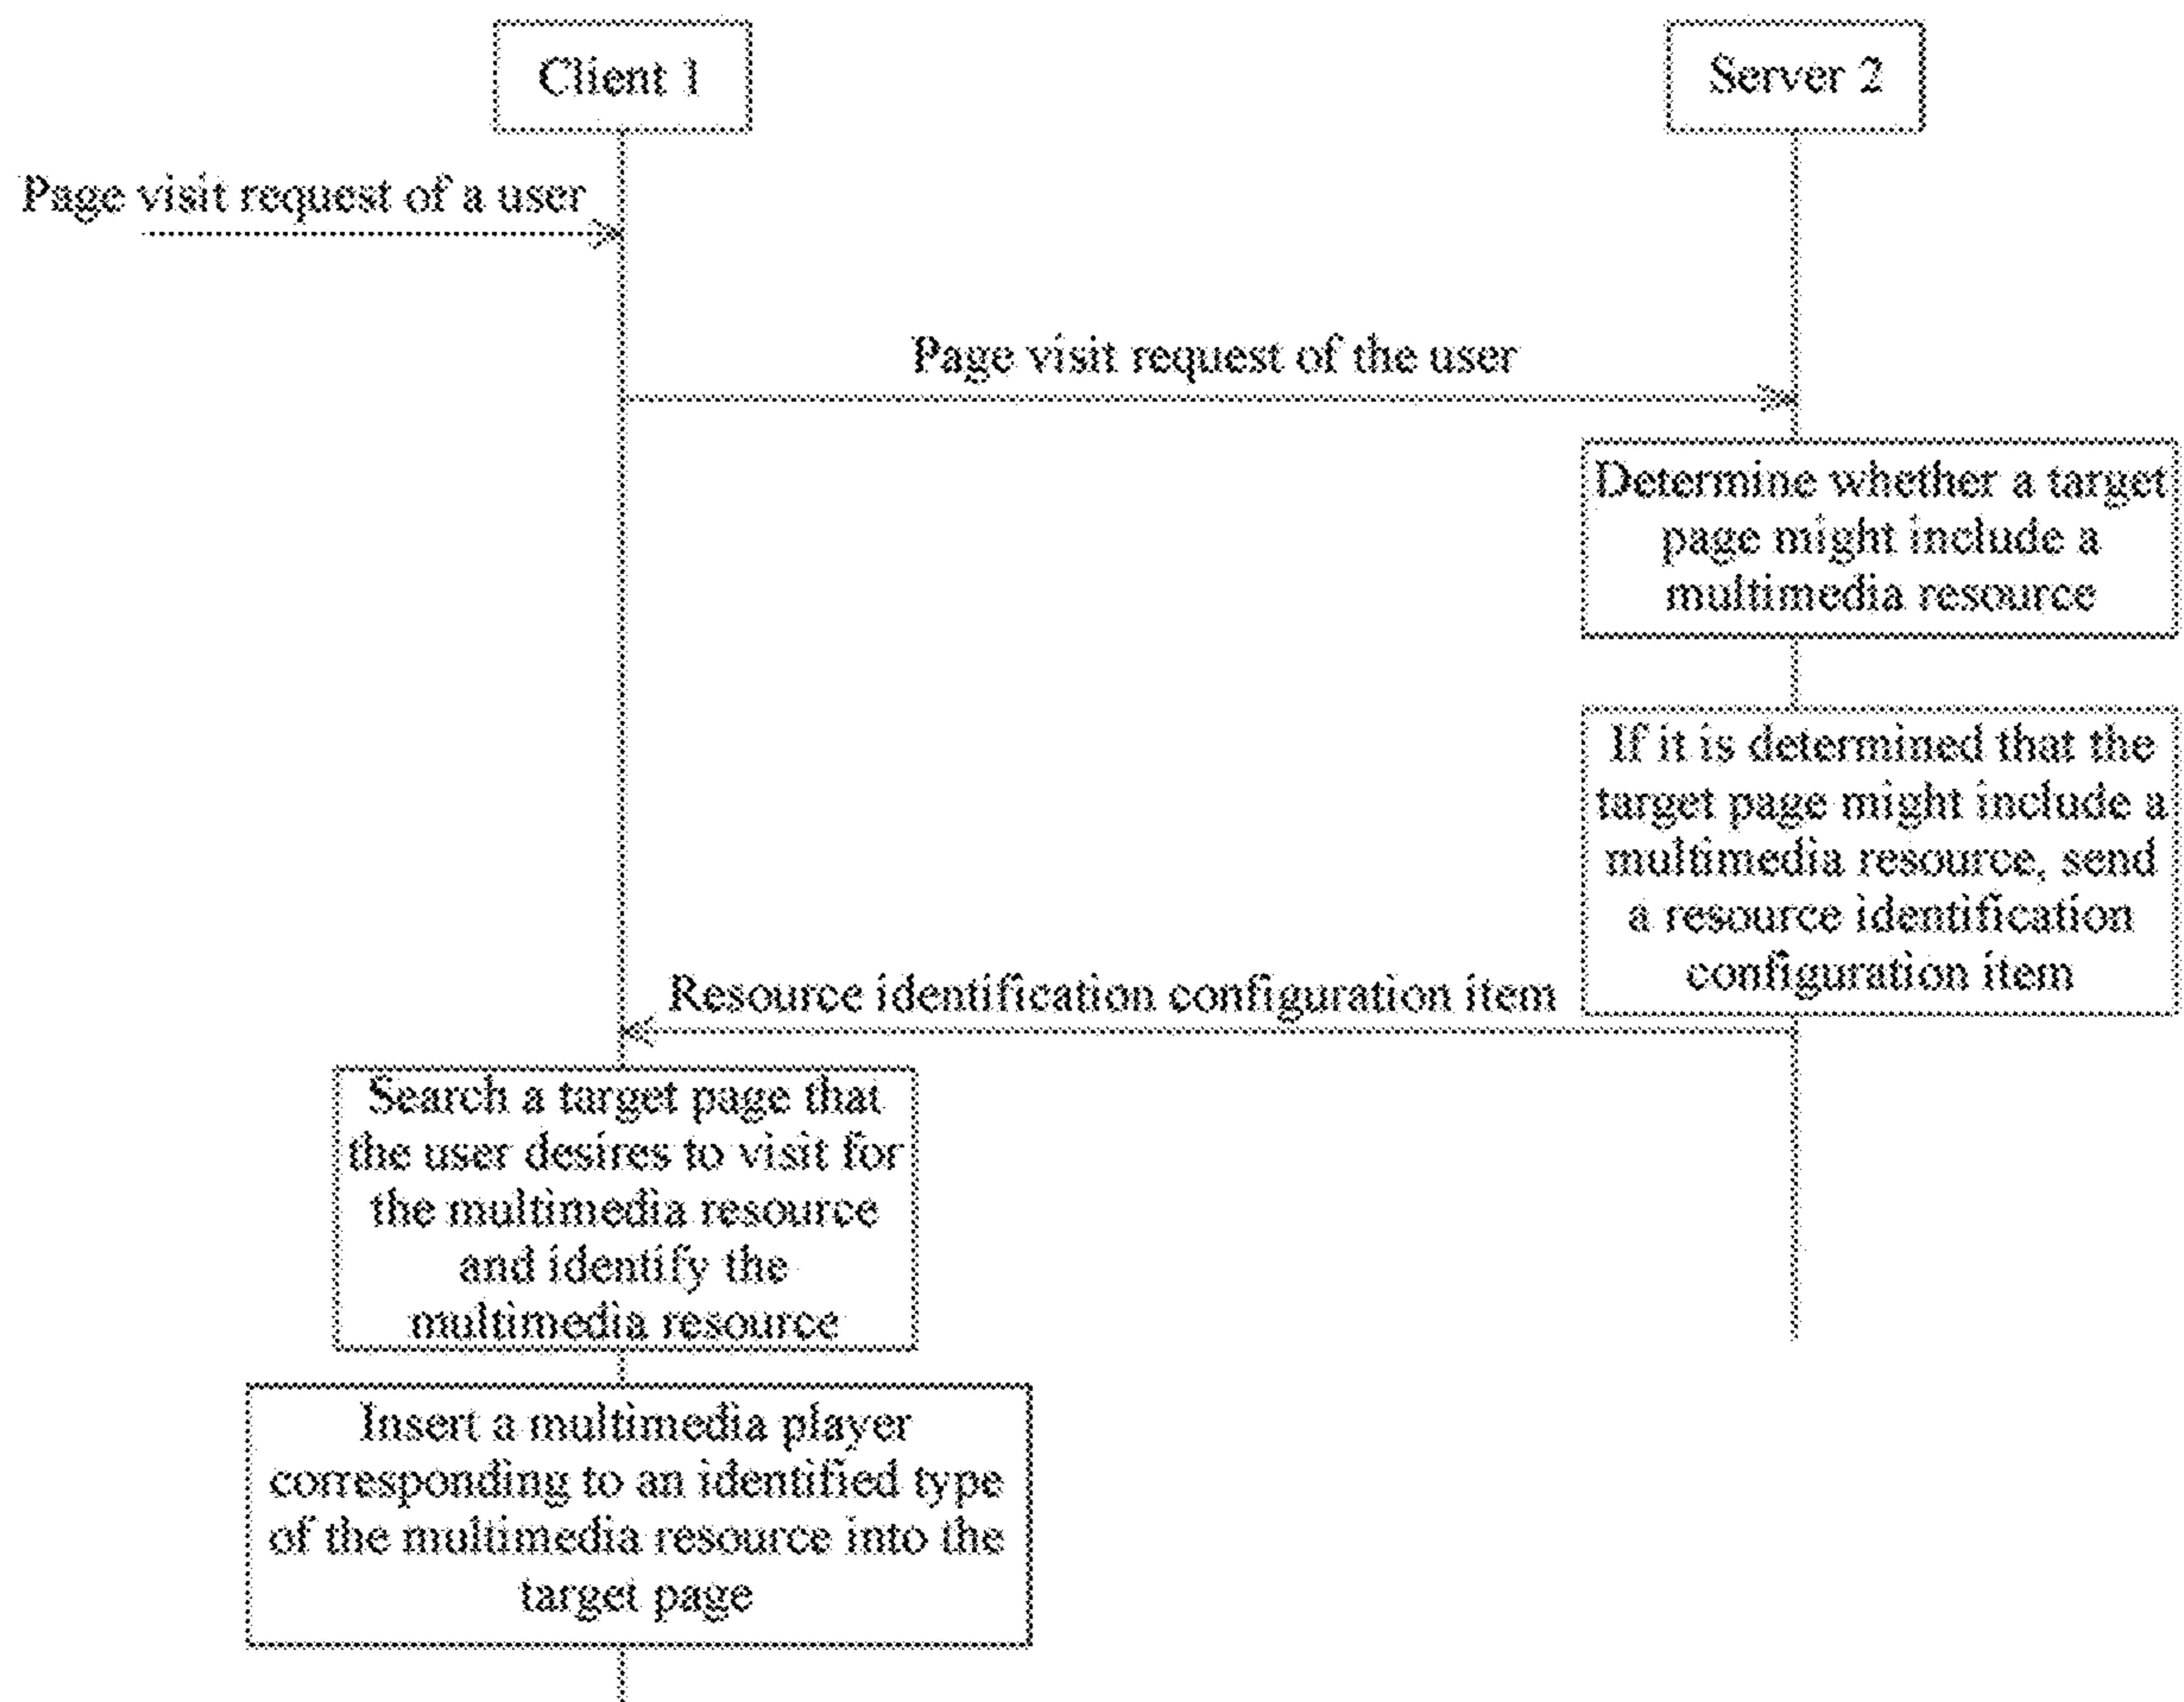 Client 1
Server 2
Page visit request of a user
Page visit request of the user
Determine whether a target
page might include a
multimedia resource
If it is determined that the
target page might include a
multimedia resource, send
a resource identification
configuration item
Resource identification configuration item
Search a target page that
the user desires to visit for
the multimedia resource
and identify the
multimedia resource
Insert a multimedia player
corresponding to an identified type
of the multimedia resource into the
target page